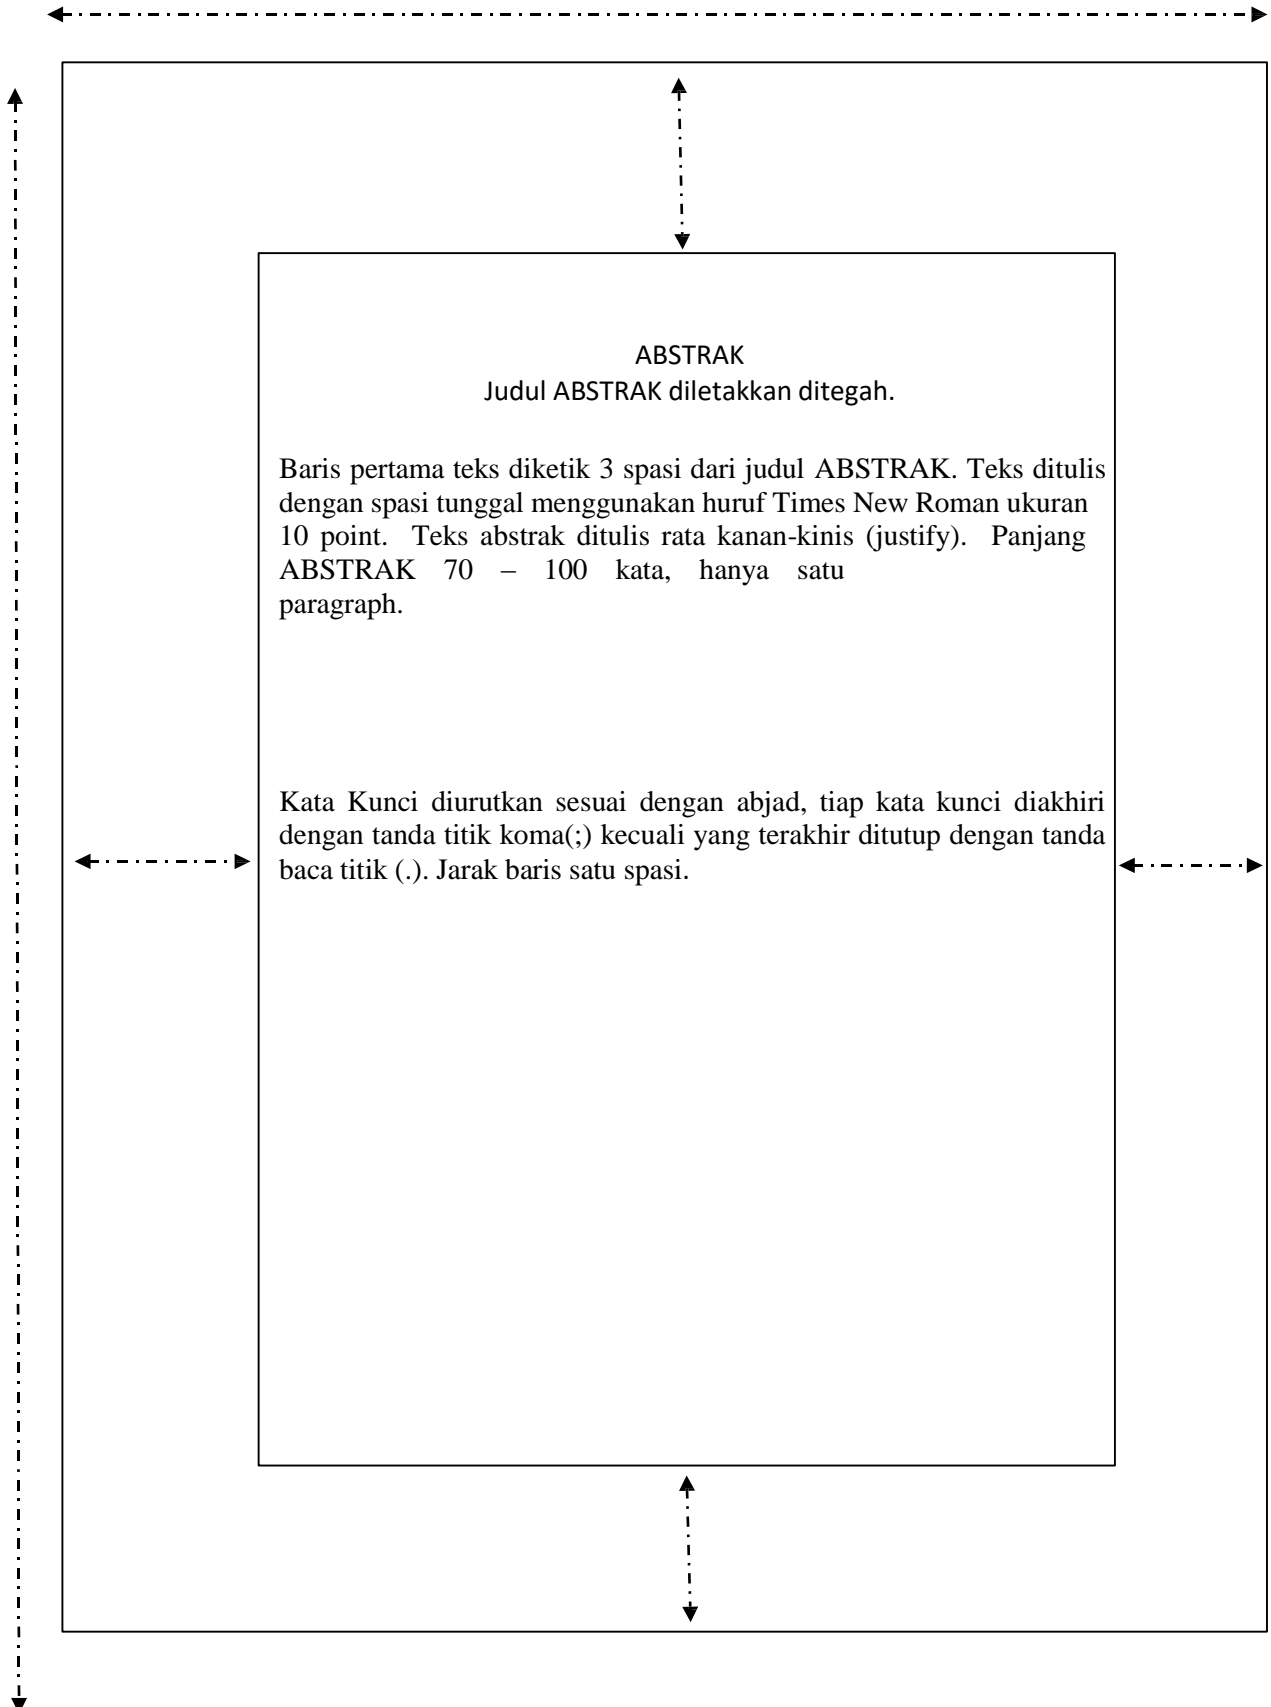 ABSTRAK
Judul ABSTRAK diletakkan ditegah.
Baris pertama teks diketik 3 spasi dari judul ABSTRAK. Teks ditulis
dengan spasi tunggal menggunakan huruf Times New Roman ukuran
10 point. Teks abstrak ditulis rata kanan-kinis (justify). Panjang
ABSTRAK 70 – 100 kata, hanya satu
paragraph.
Kata Kunci diurutkan sesuai dengan abjad, tiap kata kunci diakhiri
dengan tanda titik koma(;) kecuali yang terakhir ditutup dengan tanda
baca titik (.). Jarak baris satu spasi.